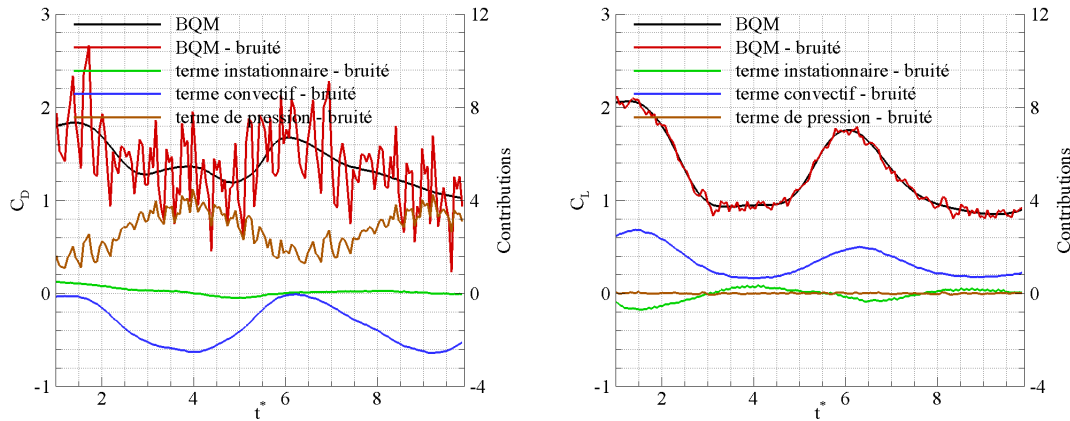 BQM
BQM - bruité
terme instationnaire - bruité
terme convectif - bruité
terme de pression - bruité
3
2
1
0
-1
C_D
12
8
4
0
-4
Contributions
2
4
6
8
t*
BQM
BQM - bruité
terme instationnaire - bruité
terme convectif - bruité
terme de pression - bruité
3
2
1
0
-1
C_L
12
8
4
0
-4
Contributions
2
4
6
8
t*